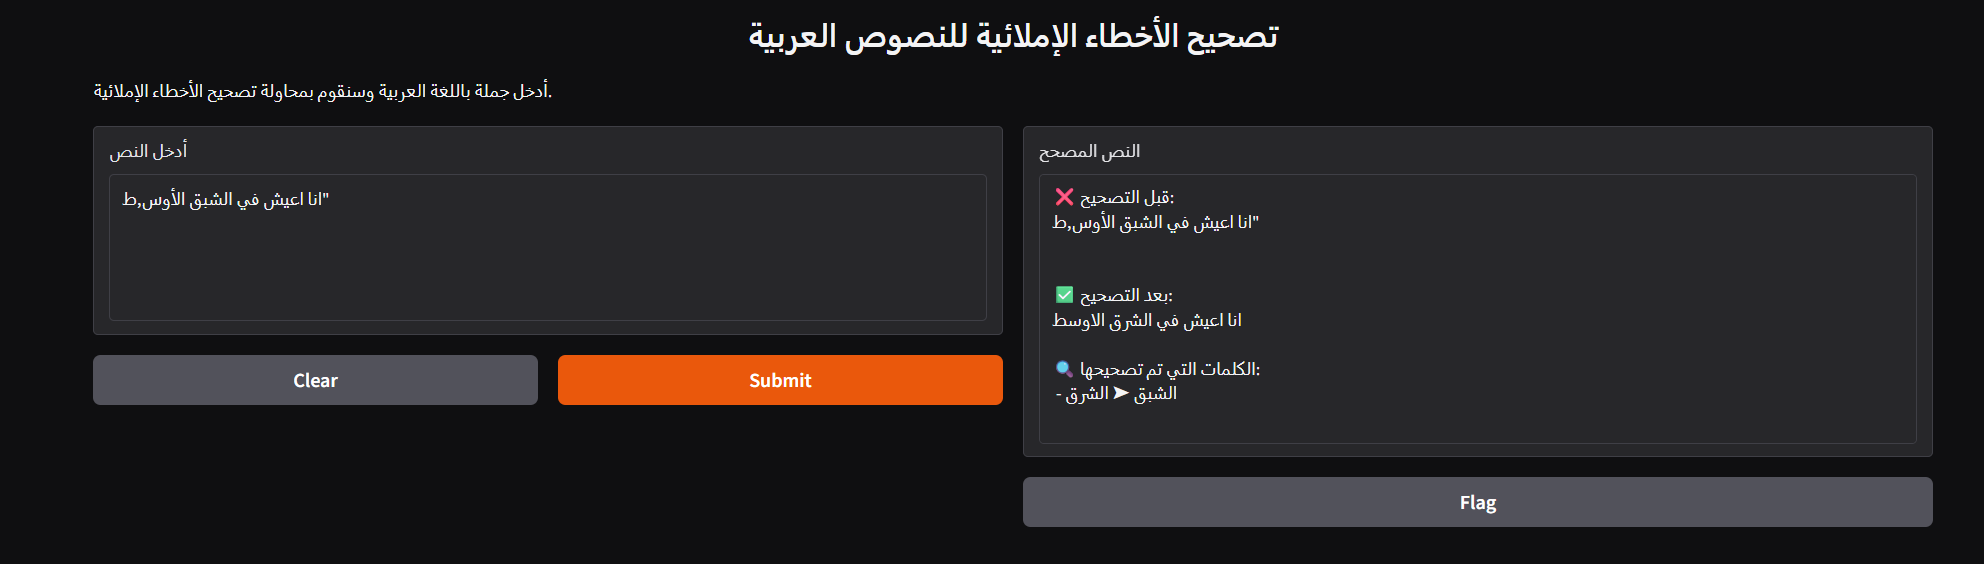 تصحيح الأخطاء الإملائية للنصوص العربية
أدخل جملة باللغة العربية وسنقوم بمحاولة تصحيح الأخطاء الإملائية.
أدخل النص
"انا اعيش في الشبق الأوس,ط
Clear
Submit
النص المصحح
❌ قبل التصحيح:
"انا اعيش في الشبق الأوس,ط
✅ بعد التصحيح:
انا اعيش في الشرق الاوسط
🔍 الكلمات التي تم تصحيحها:
- الشبق ➤ الشرق
Flag